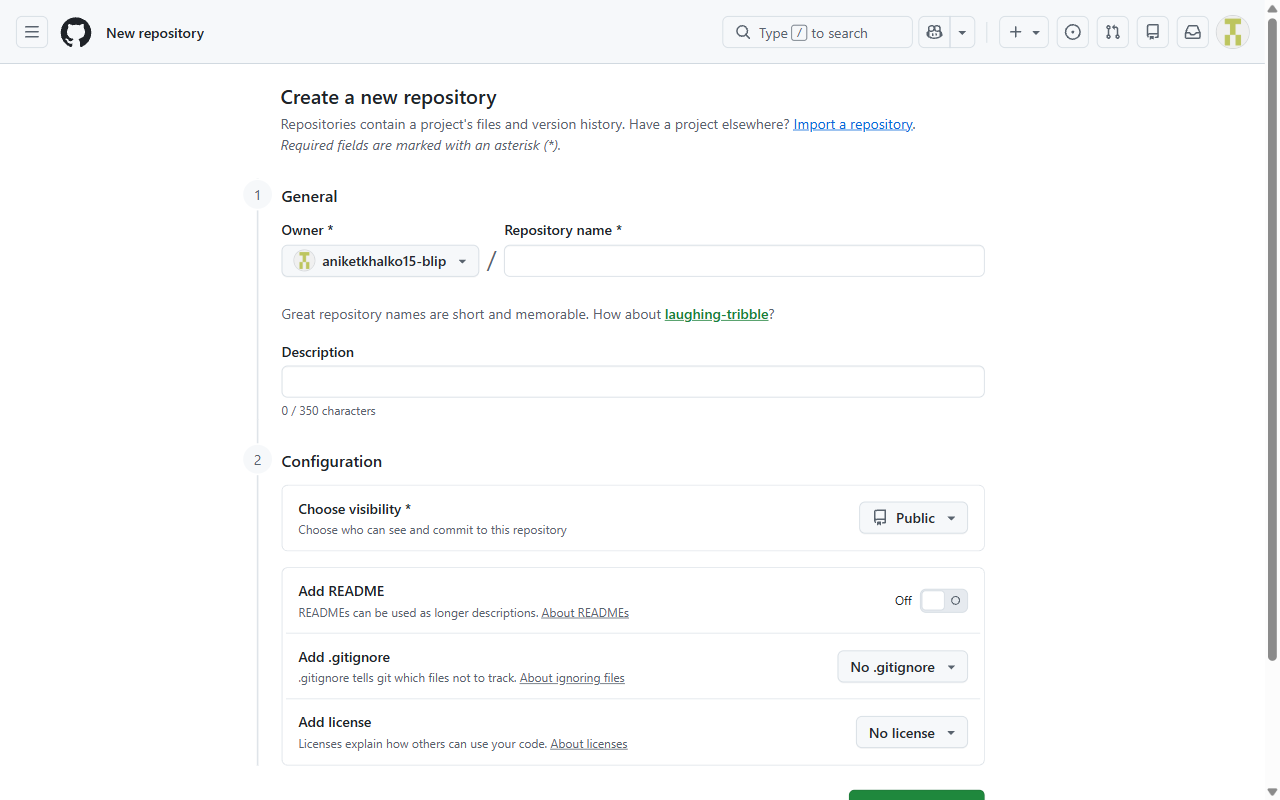 New repository
Type / to search
Create a new repository
Repositories contain a project's files and version history. Have a project elsewhere? Import a repository.
Required fields are marked with an asterisk (*).
1
General
Owner *
Repository name *
aniketkhalko15-blip
/
Great repository names are short and memorable. How about laughing-tribble?
Description
0 / 350 characters
2
Configuration
Choose visibility *
Choose who can see and commit to this repository
Public
Add README
READMEs can be used as longer descriptions. About READMEs
Off
Add .gitignore
.gitignore tells git which files not to track. About ignoring files
No .gitignore
Add license
Licenses explain how others can use your code. About licenses
No license